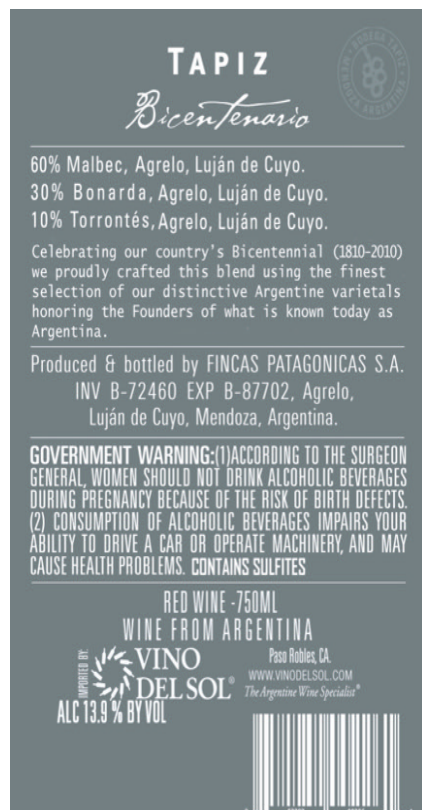 TAPIZ
Bicentenario
BODEGA TAPIZ · MENDOZA ARGENTINA ·
60% Malbec, Agrelo, Luján de Cuyo.
30% Bonarda, Agrelo, Luján de Cuyo.
10% Torrontés, Agrelo, Luján de Cuyo.
Celebrating our country's Bicentennial (1810-2010)
we proudly crafted this blend using the finest
selection of our distinctive Argentine varietals
honoring the Founders of what is known today as
Argentina.
Produced & bottled by FINCAS PATAGONICAS S.A.
INV B-72460 EXP B-87702, Agrelo,
Luján de Cuyo, Mendoza, Argentina.
GOVERNMENT WARNING:(1)ACCORDING TO THE SURGEON
GENERAL, WOMEN SHOULD NOT DRINK ALCOHOLIC BEVERAGES
DURING PREGNANCY BECAUSE OF THE RISK OF BIRTH DEFECTS.
(2) CONSUMPTION OF ALCOHOLIC BEVERAGES IMPAIRS YOUR
ABILITY TO DRIVE A CAR OR OPERATE MACHINERY, AND MAY
CAUSE HEALTH PROBLEMS. CONTAINS SULFITES
RED WINE -750ML
WINE FROM ARGENTINA
IMPORTED BY:
VINO
DEL SOL®
Paso Robles, CA.
WWW.VINODELSOL.COM
The Argentine Wine Specialist®
ALC 13.9 % BY VOL